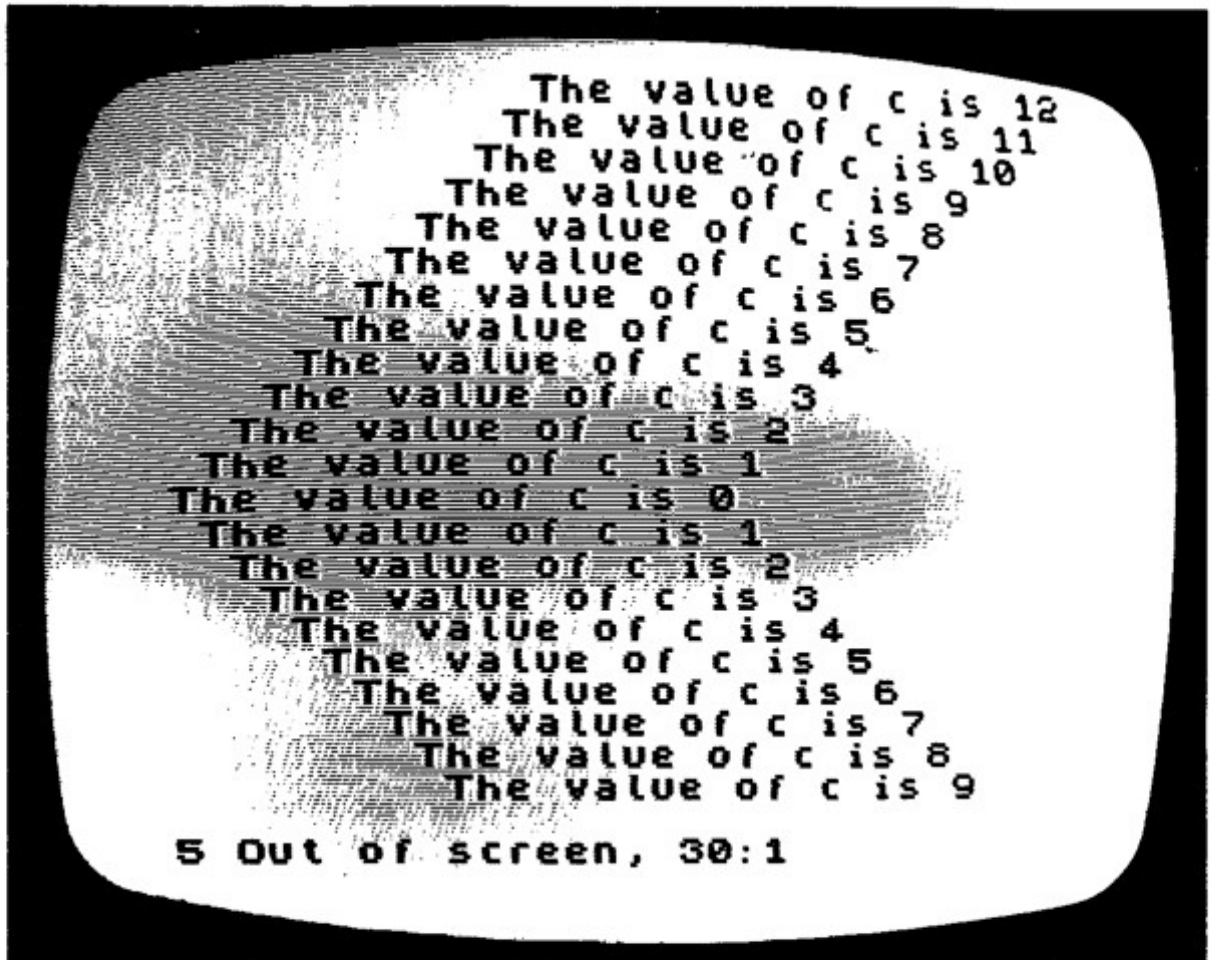 The value of c is 12
The value of c is 11
The value of c is 10
The value of c is 9
The value of c is 8
The value of c is 7
The value of c is 6
The value of c is 5
The value of c is 4
The value of c is 3
The value of c is 2
The value of c is 1
The value of c is 0
The value of c is 1
The value of c is 2
The value of c is 3
The value of c is 4
The value of c is 5
The value of c is 6
The value of c is 7
The value of c is 8
The value of c is 9
5 Out of screen, 30:1